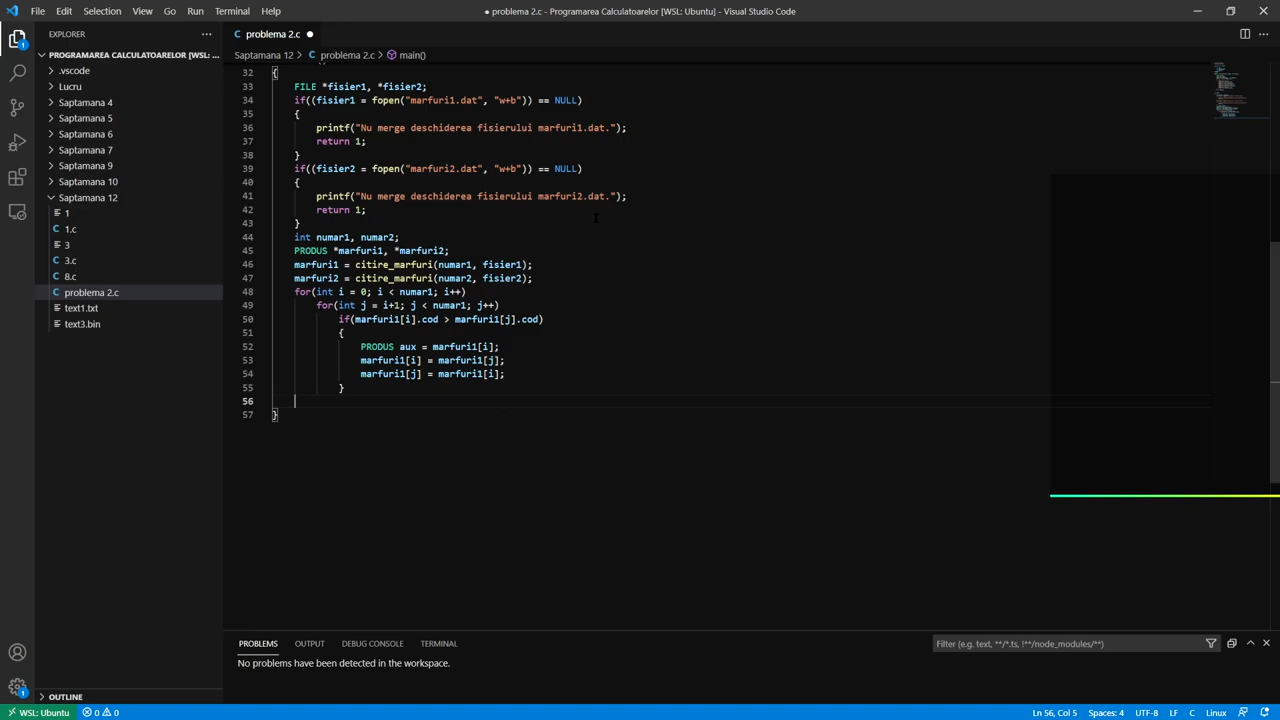 File Edit Selection View Go Run Terminal Help
● problema 2.c - Programarea Calculatoarelor [WSL: Ubuntu] - Visual Studio Code
EXPLORER
PROGRAMAREA CALCULATOARELOR [WSL: ...
.vscode
Lucru
Saptamana 4
Saptamana 5
Saptamana 6
Saptamana 7
Saptamana 9
Saptamana 10
Saptamana 12
1
C 1.c
3
C 3.c
C 8.c
C problema 2.c
text1.txt
text3.bin
OUTLINE
C problema 2.c ●
Saptamana 12 > C problema 2.c > main()
32 {
33 FILE *fisier1, *fisier2;
34 if((fisier1 = fopen("marfuri1.dat", "w+b")) == NULL)
35 {
36 printf("Nu merge deschiderea fisierului marfuri1.dat.");
37 return 1;
38 }
39 if((fisier2 = fopen("marfuri2.dat", "w+b")) == NULL)
40 {
41 printf("Nu merge deschiderea fisierului marfuri2.dat.");
42 return 1;
43 }
44 int numar1, numar2;
45 PRODUS *marfuri1, *marfuri2;
46 marfuri1 = citire_marfuri(numar1, fisier1);
47 marfuri2 = citire_marfuri(numar2, fisier2);
48 for(int i = 0; i < numar1; i++)
49 for(int j = i+1; j < numar1; j++)
50 if(marfuri1[i].cod > marfuri1[j].cod)
51 {
52 PRODUS aux = marfuri1[i];
53 marfuri1[i] = marfuri1[j];
54 marfuri1[j] = marfuri1[i];
55 }
56
57 }
PROBLEMS OUTPUT DEBUG CONSOLE TERMINAL
Filter (e.g. text, **/*.ts, !**/node_modules/**)
No problems have been detected in the workspace.
WSL: Ubuntu 0 0 Ln 56, Col 5 Spaces: 4 UTF-8 LF C Linux